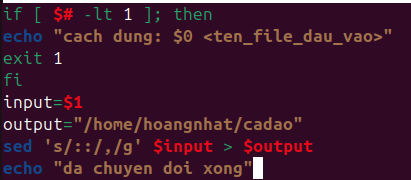 if [ $# -lt 1 ]; then
echo "cach dung: $0 <ten_file_dau_vao>"
exit 1
fi
input=$1
output="/home/hoangnhat/cadao"
sed 's/::/,/g' $input > $output
echo "da chuyen doi xong"